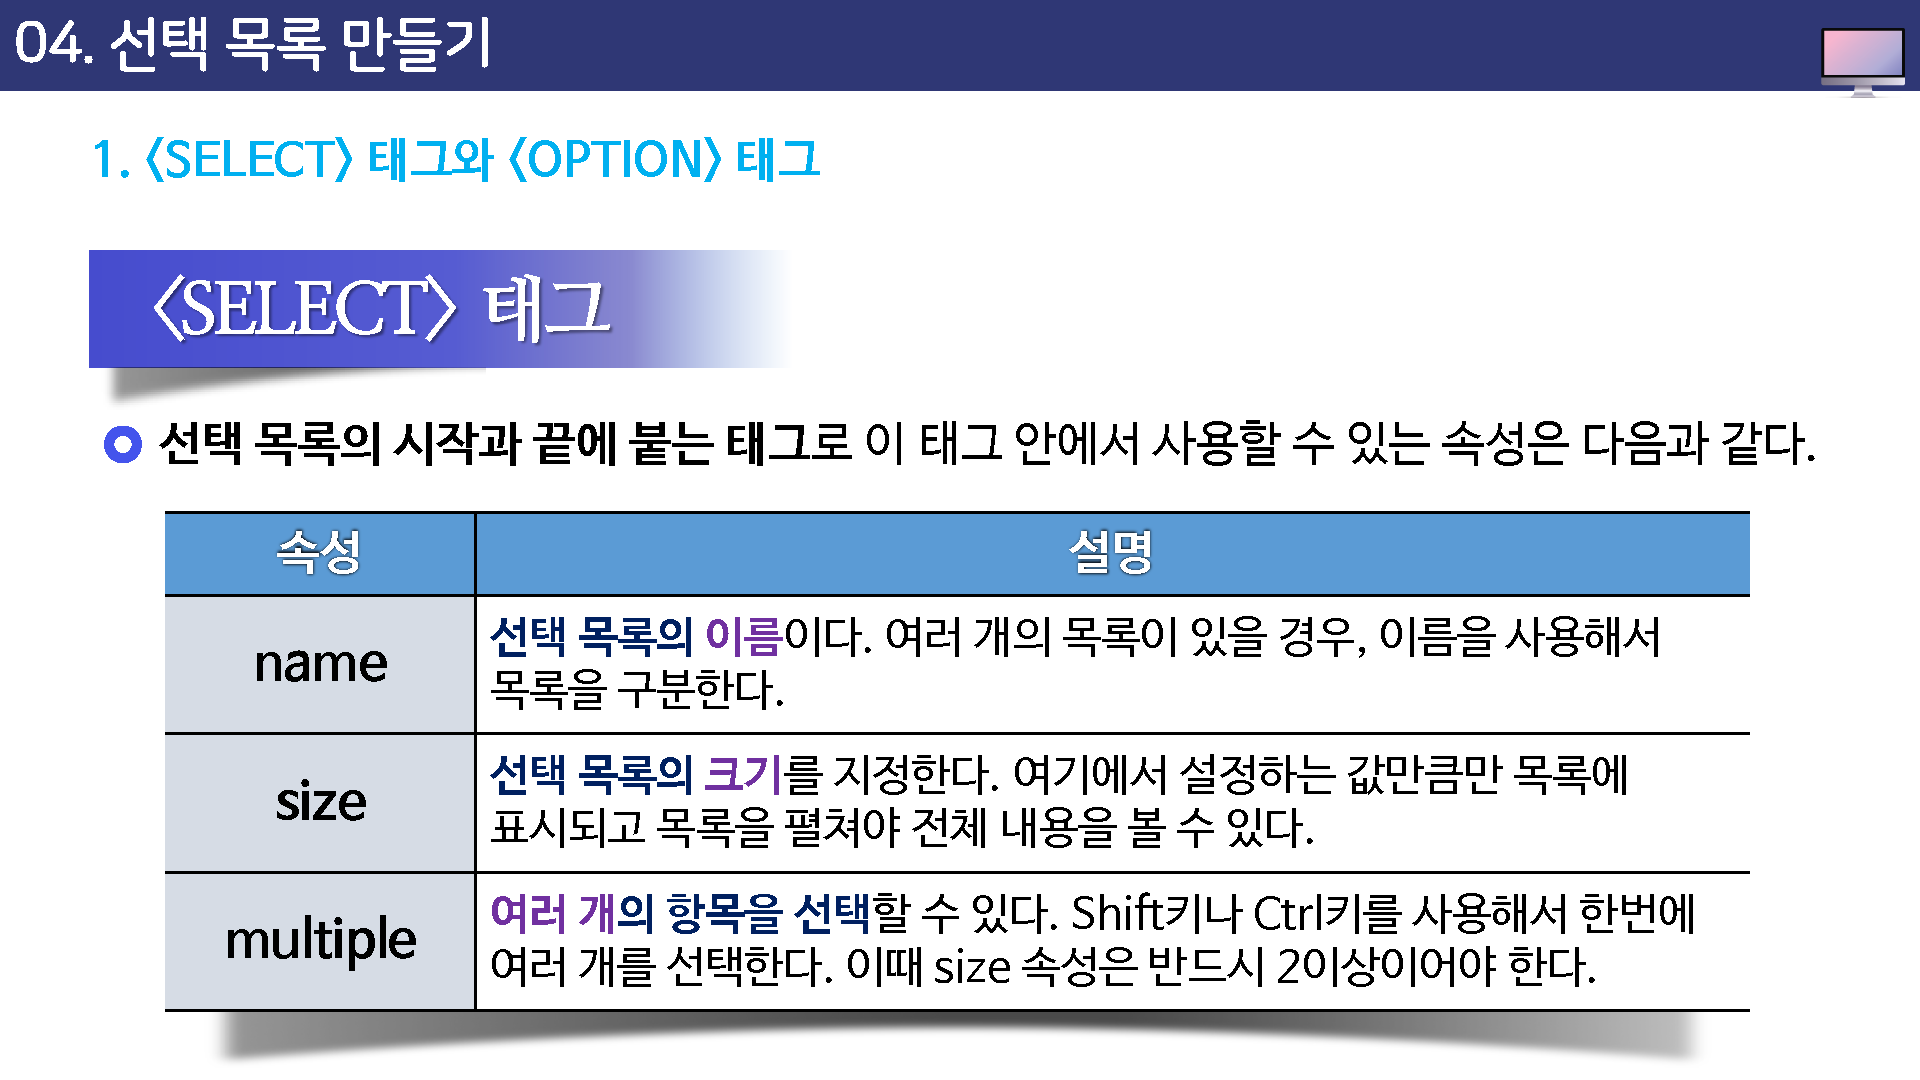 04. 선택 목록 만들기
1. <SELECT> 태그와 <OPTION> 태그
<SELECT> 태그
선택 목록의 시작과 끝에 붙는 태그로 이 태그 안에서 사용할 수 있는 속성은 다음과 같다.
속성
설명
name
선택 목록의 이름이다. 여러 개의 목록이 있을 경우, 이름을 사용해서
목록을 구분한다.
size
선택 목록의 크기를 지정한다. 여기에서 설정하는 값만큼만 목록에
표시되고 목록을 펼쳐야 전체 내용을 볼 수 있다.
multiple
여러 개의 항목을 선택할 수 있다. Shift키나 Ctrl키를 사용해서 한번에
여러 개를 선택한다. 이때 size 속성은 반드시 2이상이어야 한다.